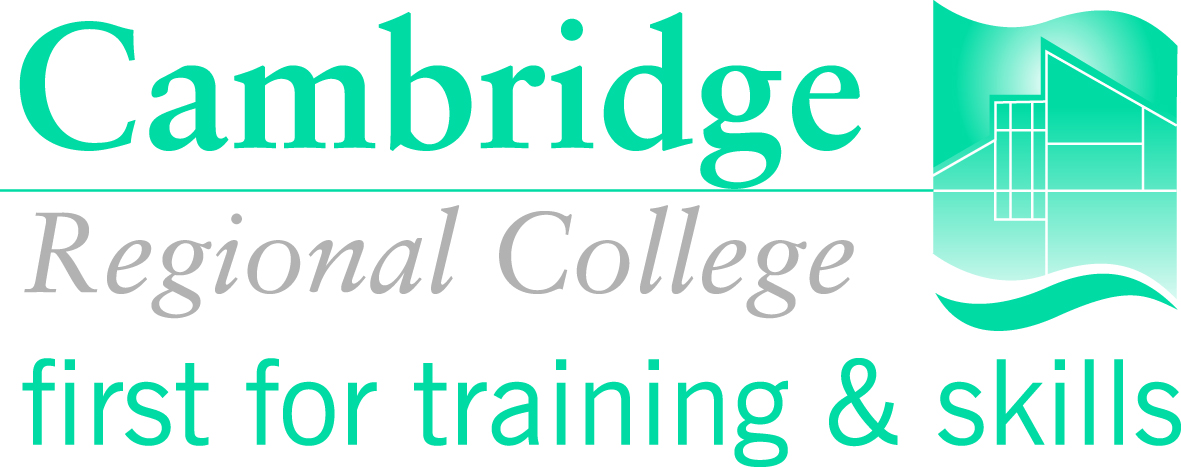 Cambridge
Regional College
first for training & skills